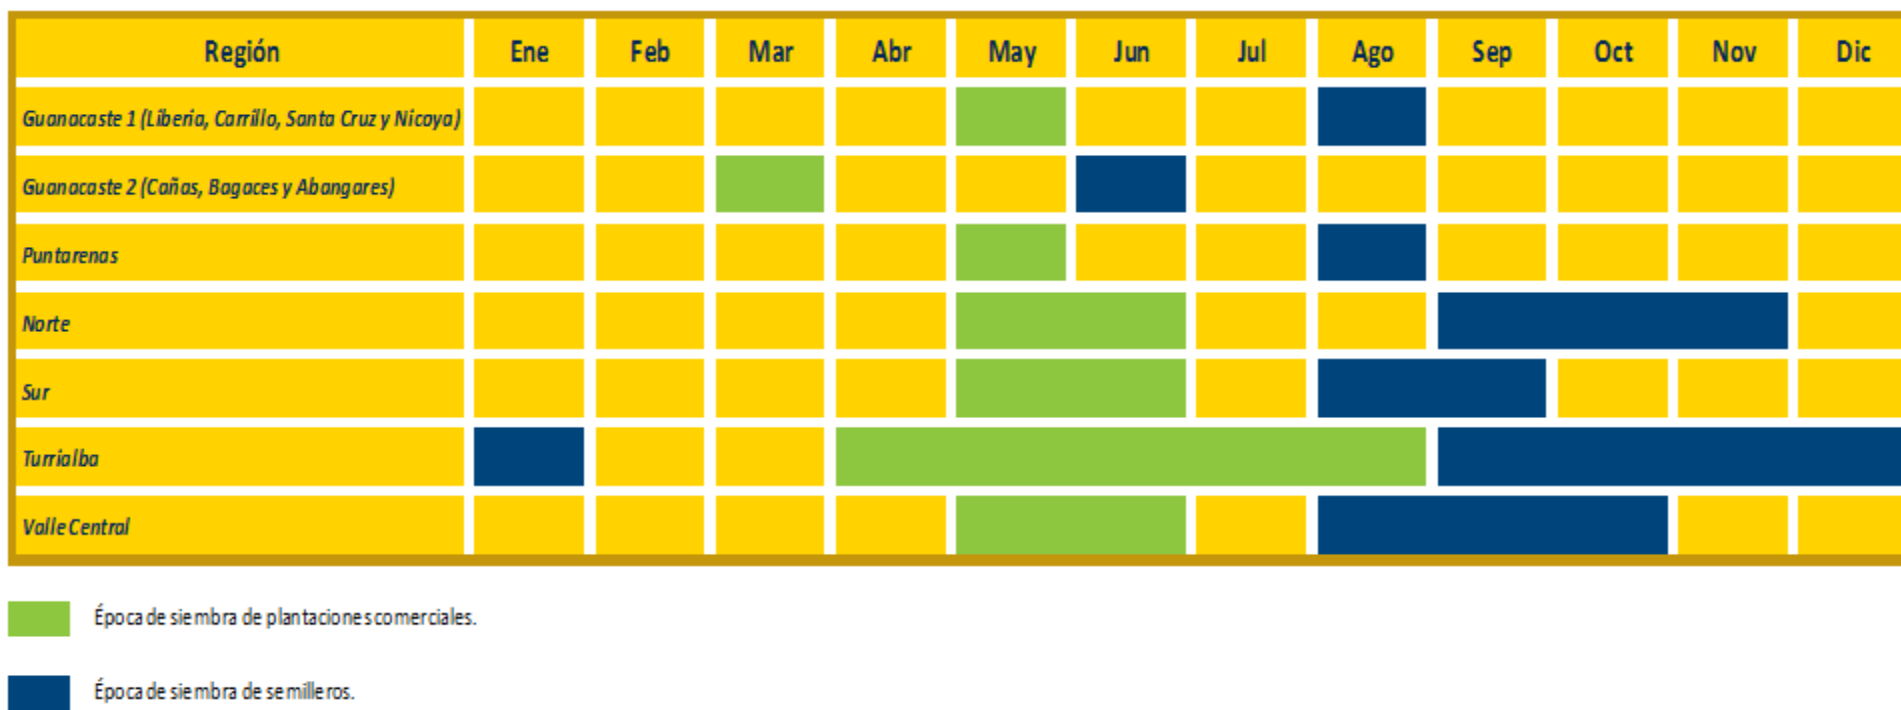 Región Ene Feb Mar Abr May Jun Jul Ago Sep Oct Nov Dic
Guanacaste 1 (Liberia, Carrillo, Santa Cruz y Nicoya)
Guanacaste 2 (Cañas, Bagaces y Abangares)
Puntarenas
Norte
Sur
Turrialba
Valle Central
Época de siembra de plantaciones comerciales.
Época de siembra de semilleros.